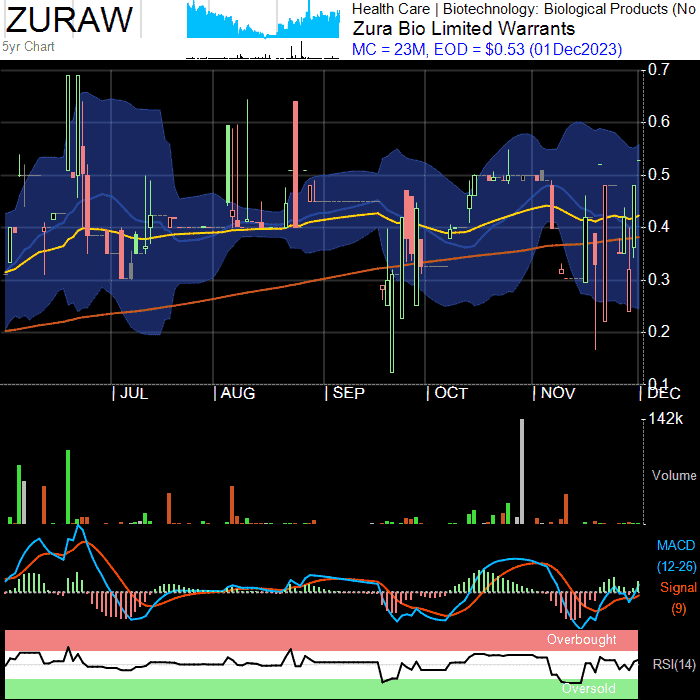 ZURAW
5yr Chart
Health Care | Biotechnology: Biological Products (No
Zura Bio Limited Warrants
MC = 23M, EOD = $0.53 (01Dec2023)
0.7
0.6
0.5
0.4
0.3
0.2
0.1
JUL AUG SEP OCT NOV DEC
142k
Volume
MACD
(12-26)
Signal
(9)
Overbought
RSI(14)
Oversold